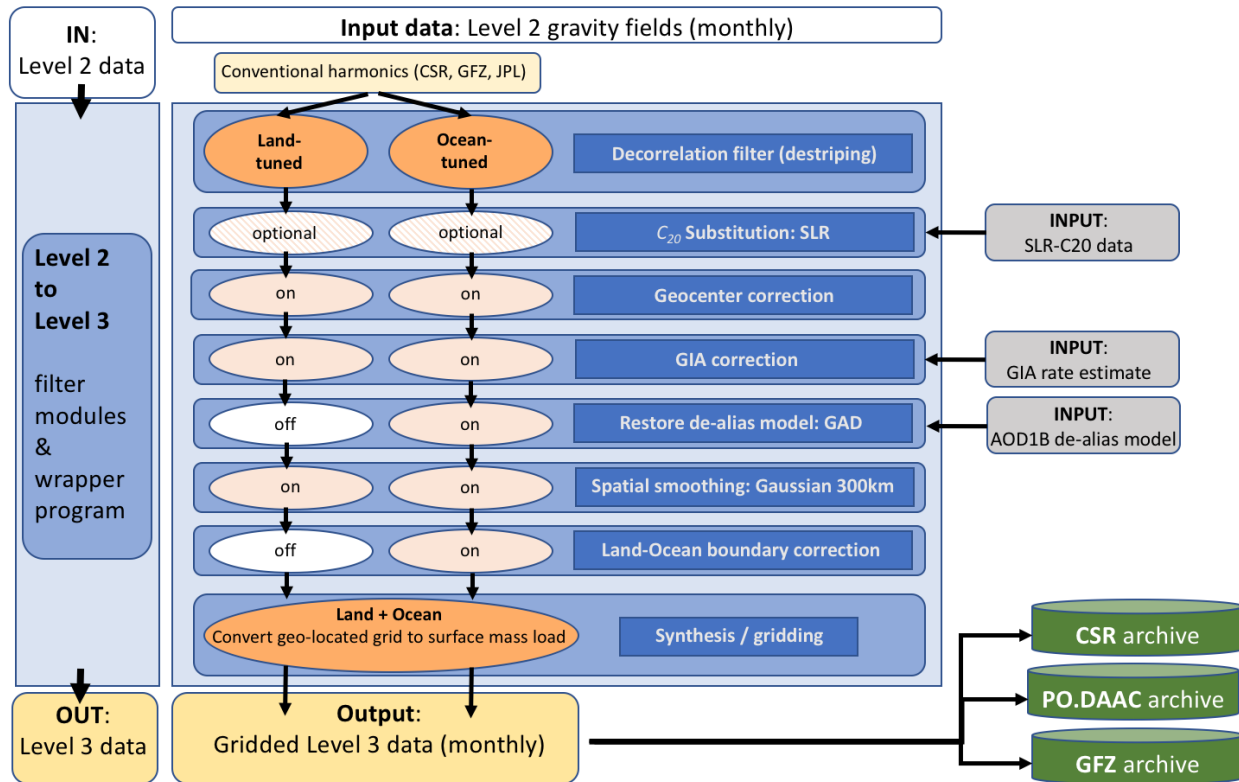 IN:
Level 2 data
Input data: Level 2 gravity fields (monthly)
Conventional harmonics (CSR, GFZ, JPL)
Land-
tuned
Ocean-
tuned
Decorrelation filter (destriping)
optional
optional
C20 Substitution: SLR
INPUT:
SLR-C20 data
on
on
Geocenter correction
Level 2
to
Level 3
filter
modules
&
wrapper
program
on
on
GIA correction
INPUT:
GIA rate estimate
off
on
Restore de-alias model: GAD
INPUT:
AOD1B de-alias model
on
on
Spatial smoothing: Gaussian 300km
off
on
Land-Ocean boundary correction
Land + Ocean
Convert geo-located grid to surface mass load
Synthesis / gridding
OUT:
Level 3 data
Output:
Gridded Level 3 data (monthly)
CSR archive
PO.DAAC archive
GFZ archive